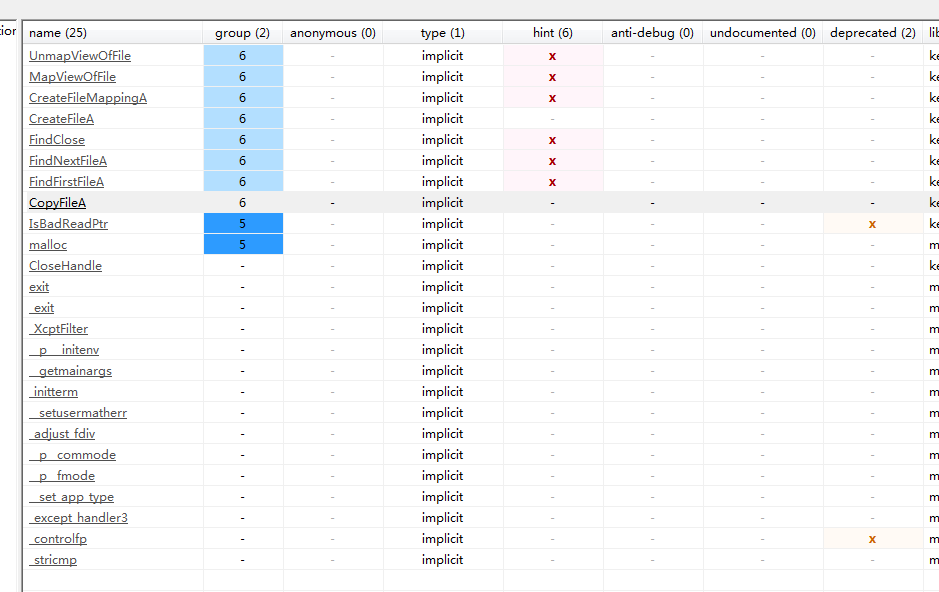 tion
name (25) group (2) anonymous (0) type (1) hint (6) anti-debug (0) undocumented (0) deprecated (2) lib
UnmapViewOfFile 6 - implicit x - - - ke
MapViewOfFile 6 - implicit x - - - ke
CreateFileMappingA 6 - implicit x - - - ke
CreateFileA 6 - implicit - - - - ke
FindClose 6 - implicit x - - - ke
FindNextFileA 6 - implicit x - - - ke
FindFirstFileA 6 - implicit x - - - ke
CopyFileA 6 - implicit - - - - ke
IsBadReadPtr 5 - implicit - - - x ke
malloc 5 - implicit - - - - m
CloseHandle - - implicit - - - - ke
exit - - implicit - - - - m
_exit - - implicit - - - - m
_XcptFilter - - implicit - - - - m
__p___initenv - - implicit - - - - m
__getmainargs - - implicit - - - - m
_initterm - - implicit - - - - m
__setusermatherr - - implicit - - - - m
_adjust_fdiv - - implicit - - - - m
__p__commode - - implicit - - - - m
__p__fmode - - implicit - - - - m
__set_app_type - - implicit - - - - m
_except_handler3 - - implicit - - - - m
_controlfp - - implicit - - - x m
_stricmp - - implicit - - - - m